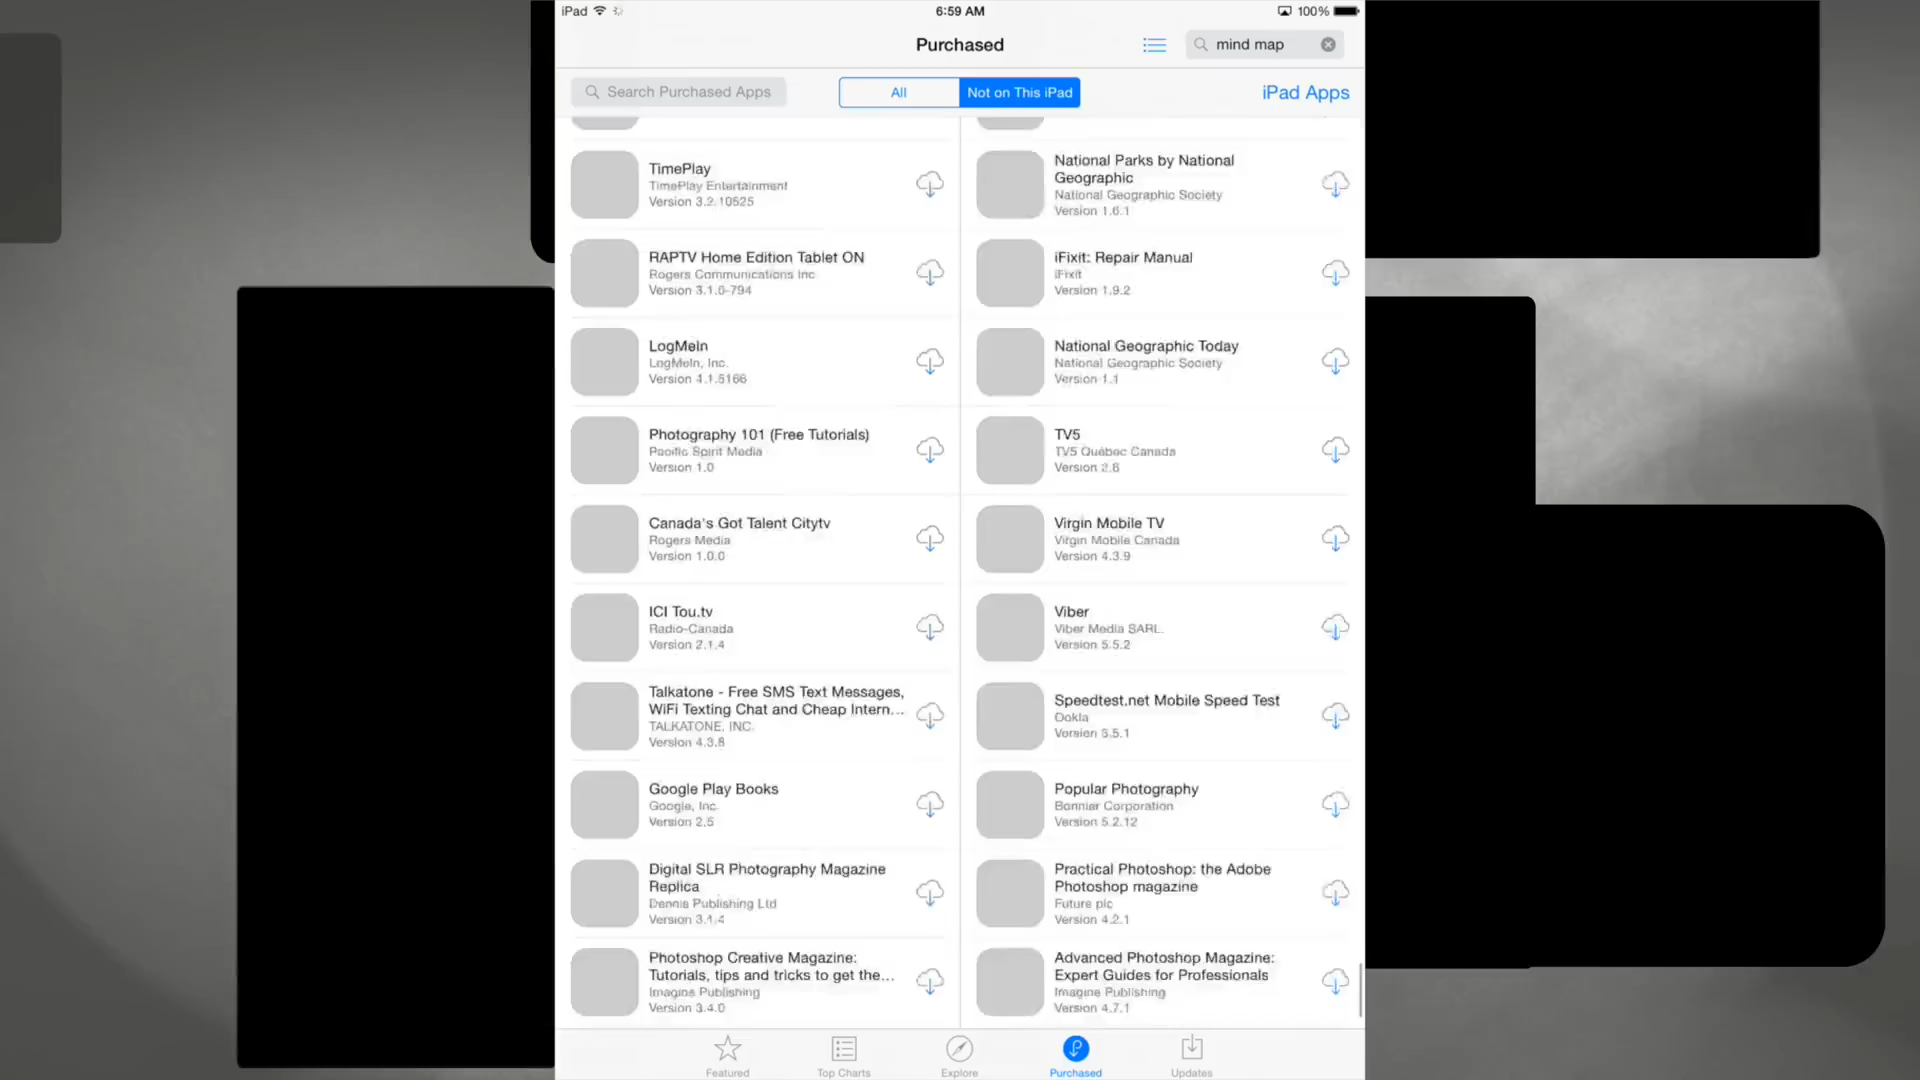 iPad 6:59 AM 100%
Purchased
mind map
Search Purchased Apps
All
Not on This iPad
iPad Apps
TimePlay
TimePlay Entertainment
Version 3.2.10525
RAPTV Home Edition Tablet ON
Rogers Communications Inc
Version 3.1.0-794
LogMeIn
LogMeIn, Inc.
Version 4.1.5166
Photography 101 (Free Tutorials)
Pacific Spirit Media
Version 1.0
Canada's Got Talent Citytv
Rogers Media
Version 1.0.0
ICI Tou.tv
Radio-Canada
Version 2.1.4
Talkatone - Free SMS Text Messages,
WiFi Texting Chat and Cheap Intern...
TALKATONE, INC.
Version 4.3.8
Google Play Books
Google, Inc.
Version 2.5
Digital SLR Photography Magazine
Replica
Dennis Publishing Ltd
Version 3.1.4
Photoshop Creative Magazine:
Tutorials, tips and tricks to get the...
Imagine Publishing
Version 3.4.0
National Parks by National
Geographic
National Geographic Society
Version 1.6.1
iFixit: Repair Manual
iFixit
Version 1.9.2
National Geographic Today
National Geographic Society
Version 1.1
TV5
TV5 Québec Canada
Version 2.6
Virgin Mobile TV
Virgin Mobile Canada
Version 4.3.9
Viber
Viber Media SARL.
Version 5.5.2
Speedtest.net Mobile Speed Test
Ookla
Version 3.5.1
Popular Photography
Bonnier Corporation
Version 5.2.12
Practical Photoshop: the Adobe
Photoshop magazine
Future plc
Version 4.2.1
Advanced Photoshop Magazine:
Expert Guides for Professionals
Imagine Publishing
Version 4.7.1
Featured
Top Charts
Explore
Purchased
Updates